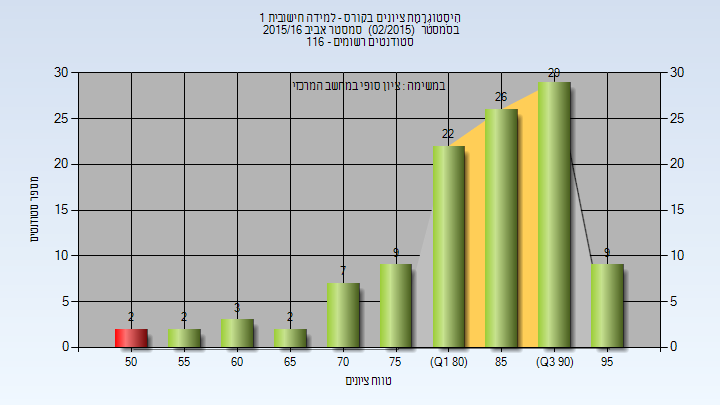 היסטוגרמת ציונים בקורס - למידה חישובית 1
בסמסטר (02/2015) סמסטר אביב 2015/16
סטודנטים רשומים - 116
במשימה : ציון סופי במחשב המרכזי
30 30
25 25
20 20
15 15
10 10
5 5
0 0
מספר סטודנטים
2 2 3 2 7 9 22 26 29 9
50 55 60 65 70 75 (Q1 80) 85 (Q3 90) 95
טווח ציונים